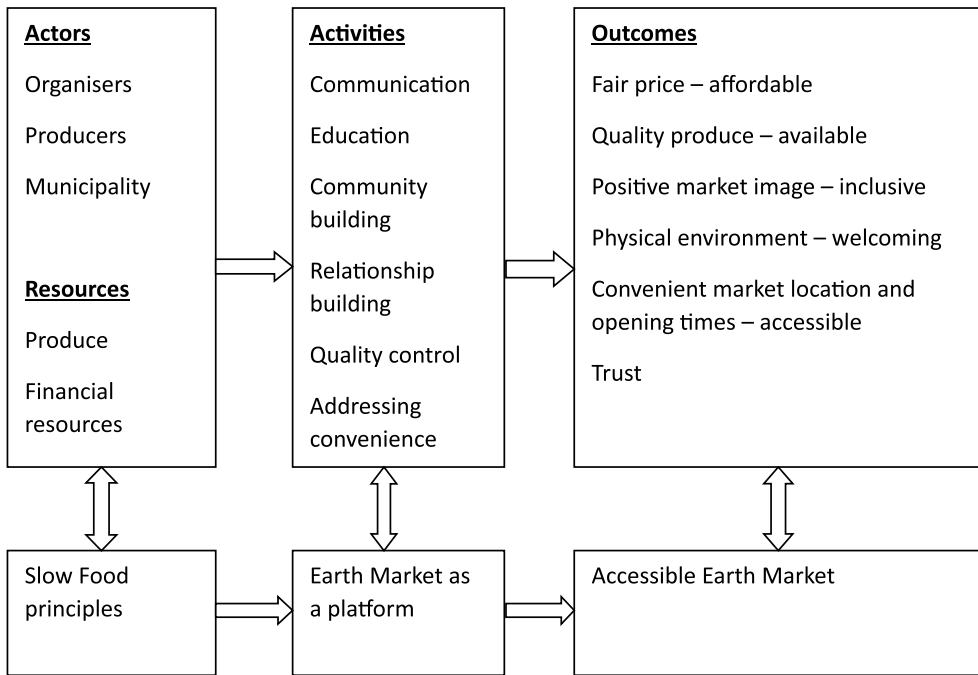 Actors
Organisers
Producers
Municipality
Resources
Produce
Financial
resources
Activities
Communication
Education
Community
building
Relationship
building
Quality control
Addressing
convenience
Outcomes
Fair price – affordable
Quality produce – available
Positive market image – inclusive
Physical environment – welcoming
Convenient market location and
opening times – accessible
Trust
Slow Food
principles
Earth Market as
a platform
Accessible Earth Market